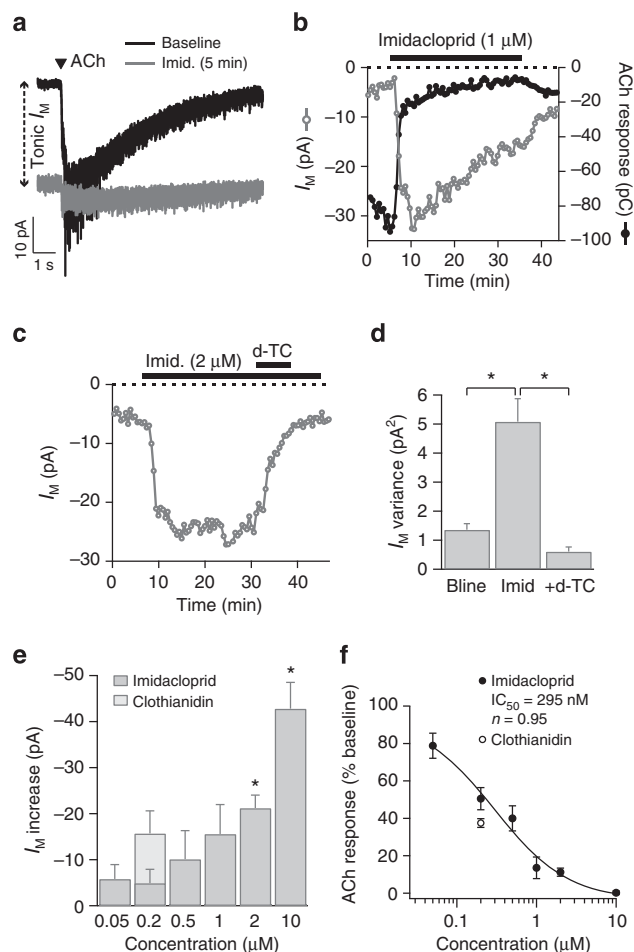 a
ACh
Baseline
Imid. (5 min)
Tonic IM
10 pA
1 s
b
Imidacloprid (1 μM)
0
−10
−20
−30
IM (pA)
0
−20
−40
−60
−80
−100
ACh response (pC)
0 10 20 30 40
Time (min)
c
Imid. (2 μM)
d-TC
0
−10
−20
−30
IM (pA)
0 10 20 30 40
Time (min)
d
* *
6
5
4
3
2
1
0
IM variance (pA2)
Bline Imid +d-TC
e
−50
−40
−30
−20
−10
0
IM increase (pA)
Imidacloprid
Clothianidin
* *
0.05 0.2 0.5 1 2 10
Concentration (μM)
f
Imidacloprid
IC50 = 295 nM
n = 0.95
Clothianidin
100
80
60
40
20
0
ACh response (% baseline)
0.1 1 10
Concentration (μM)